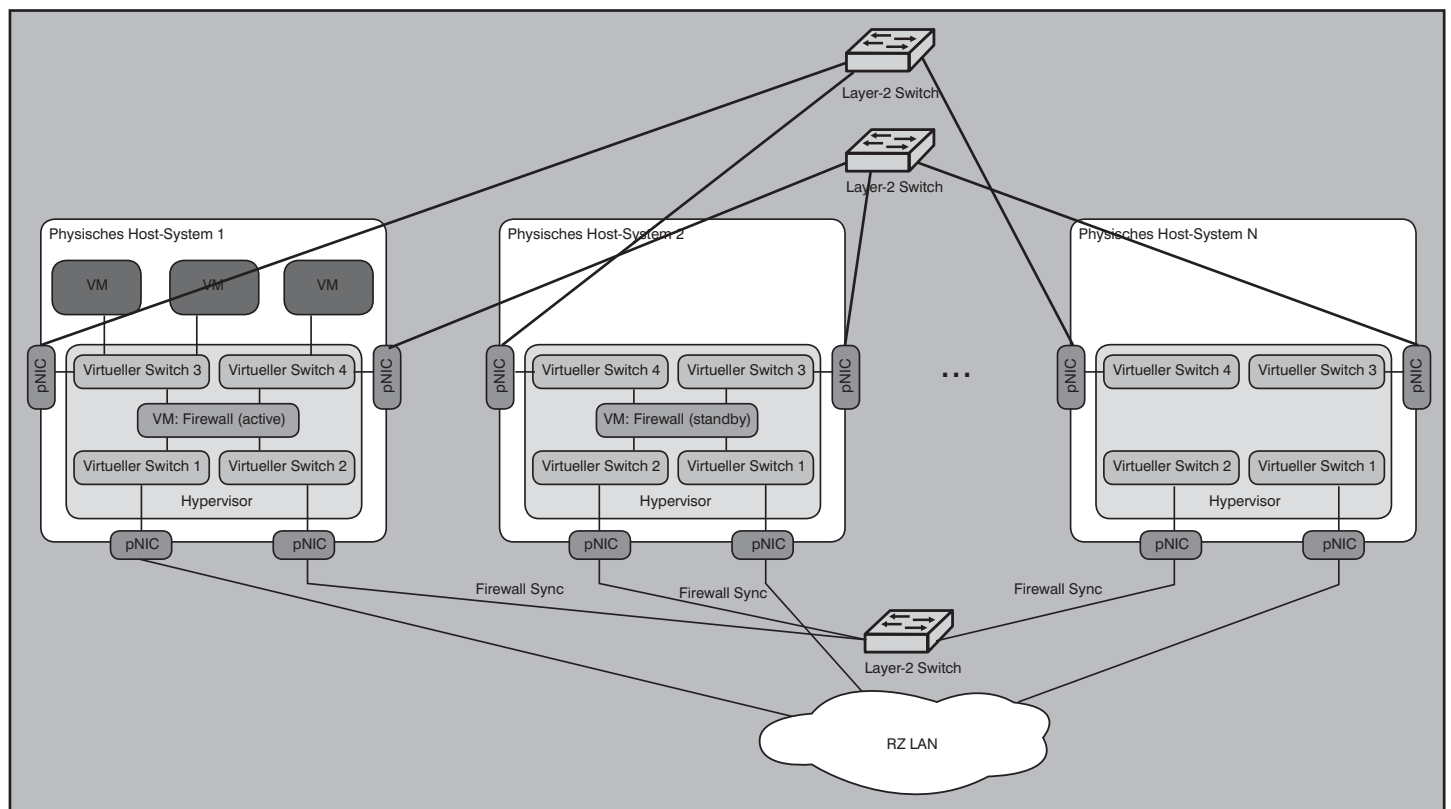 Layer-2 Switch
Layer-2 Switch
Physisches Host-System 1
VM
VM
VM
pNIC
Virtueller Switch 3
Virtueller Switch 4
pNIC
VM: Firewall (active)
Virtueller Switch 1
Virtueller Switch 2
Hypervisor
pNIC
pNIC
Physisches Host-System 2
pNIC
Virtueller Switch 4
Virtueller Switch 3
pNIC
VM: Firewall (standby)
Virtueller Switch 2
Virtueller Switch 1
Hypervisor
pNIC
pNIC
...
Physisches Host-System N
pNIC
Virtueller Switch 4
Virtueller Switch 3
pNIC
Virtueller Switch 2
Virtueller Switch 1
Hypervisor
pNIC
pNIC
Firewall Sync
Firewall Sync
Firewall Sync
Layer-2 Switch
RZ LAN